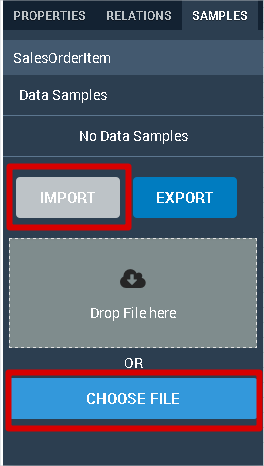 PROPERTIES RELATIONS SAMPLES
SalesOrderItem
Data Samples
No Data Samples
IMPORT EXPORT
Drop File here
OR
CHOOSE FILE